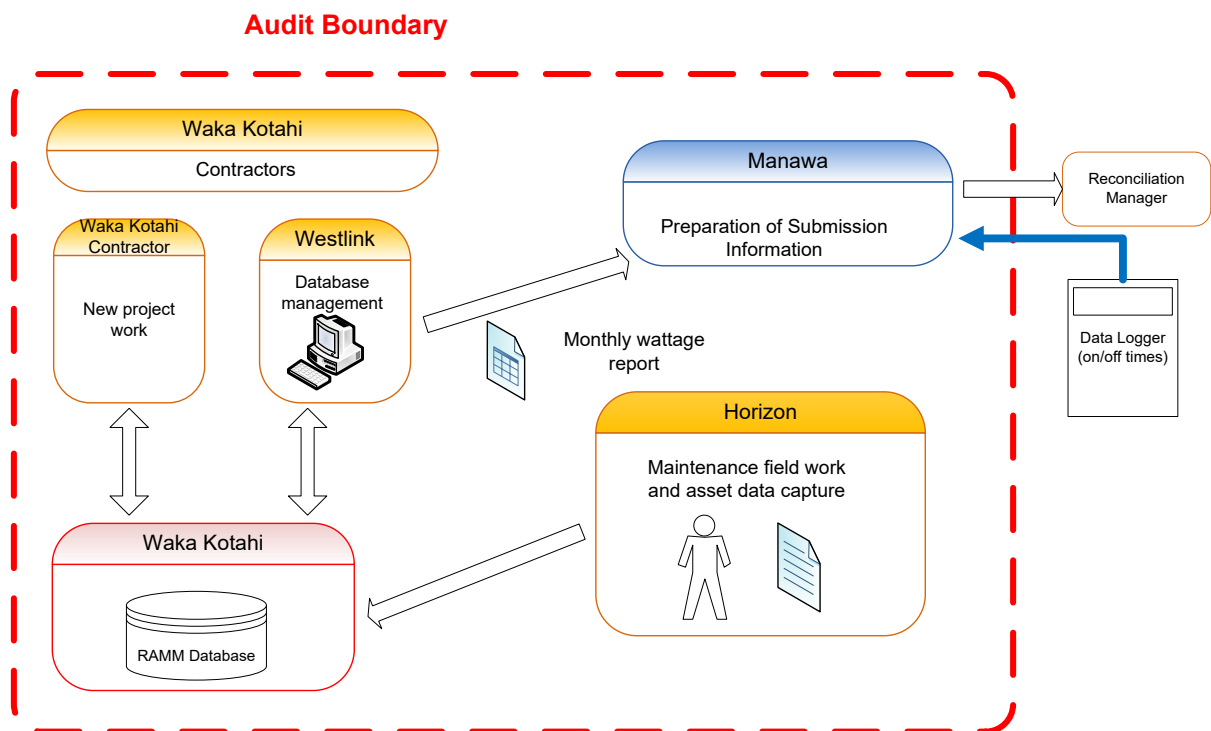 Audit Boundary
Waka Kotahi
Contractors
Waka Kotahi
Contractor
New project
work
Westlink
Database
management
Manawa
Preparation of Submission
Information
Reconciliation
Manager
Data Logger
(on/off times)
Monthly wattage
report
Horizon
Maintenance field work
and asset data capture
Waka Kotahi
RAMM Database